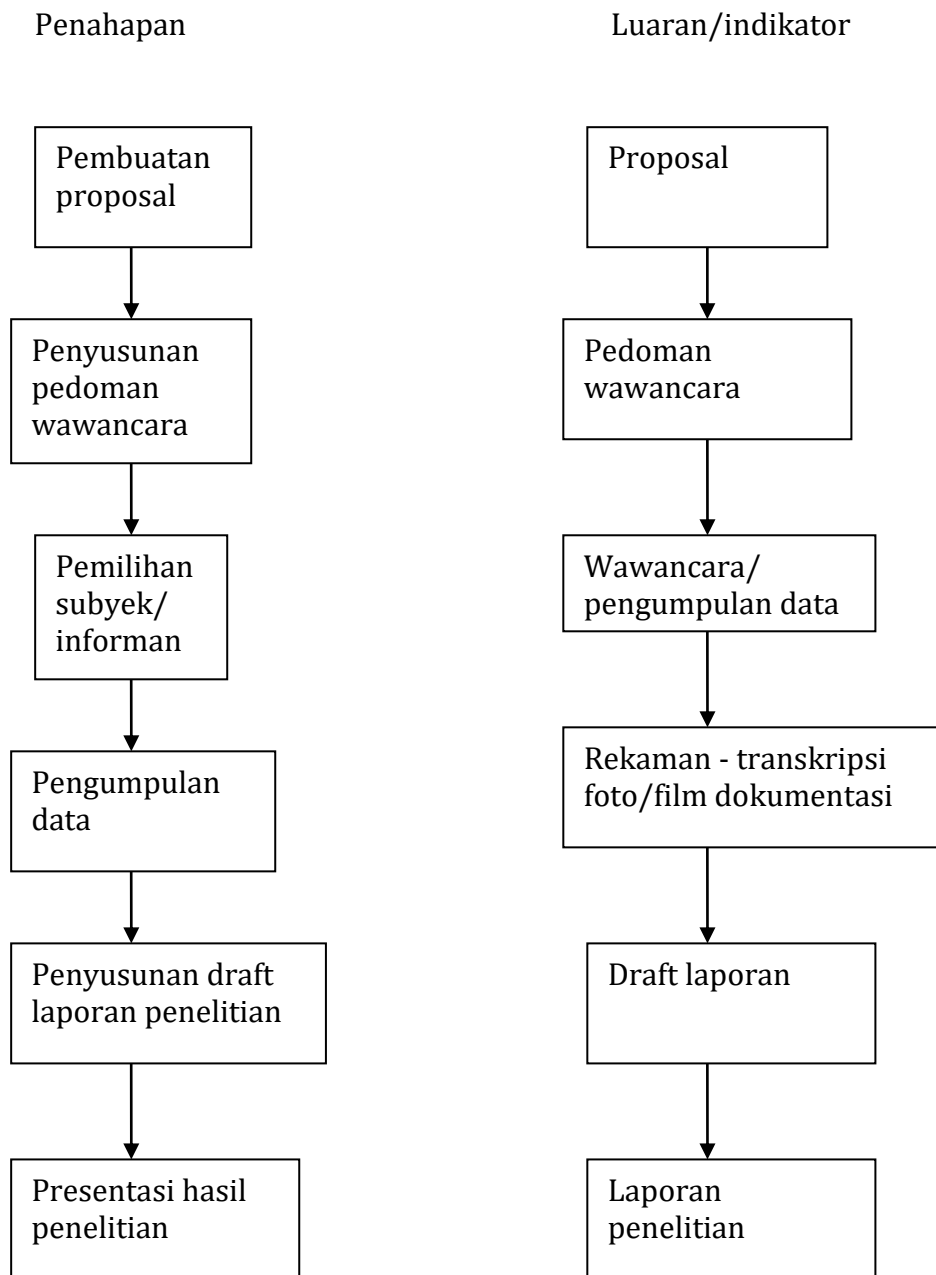 Penahapan
Luaran/indikator
Pembuatan
proposal
Proposal
Penyusunan
pedoman
wawancara
Pedoman
wawancara
Pemilihan
subyek/
informan
Wawancara/
pengumpulan data
Pengumpulan
data
Rekaman - transkripsi
foto/film dokumentasi
Penyusunan draft
laporan penelitian
Draft laporan
Presentasi hasil
penelitian
Laporan
penelitian